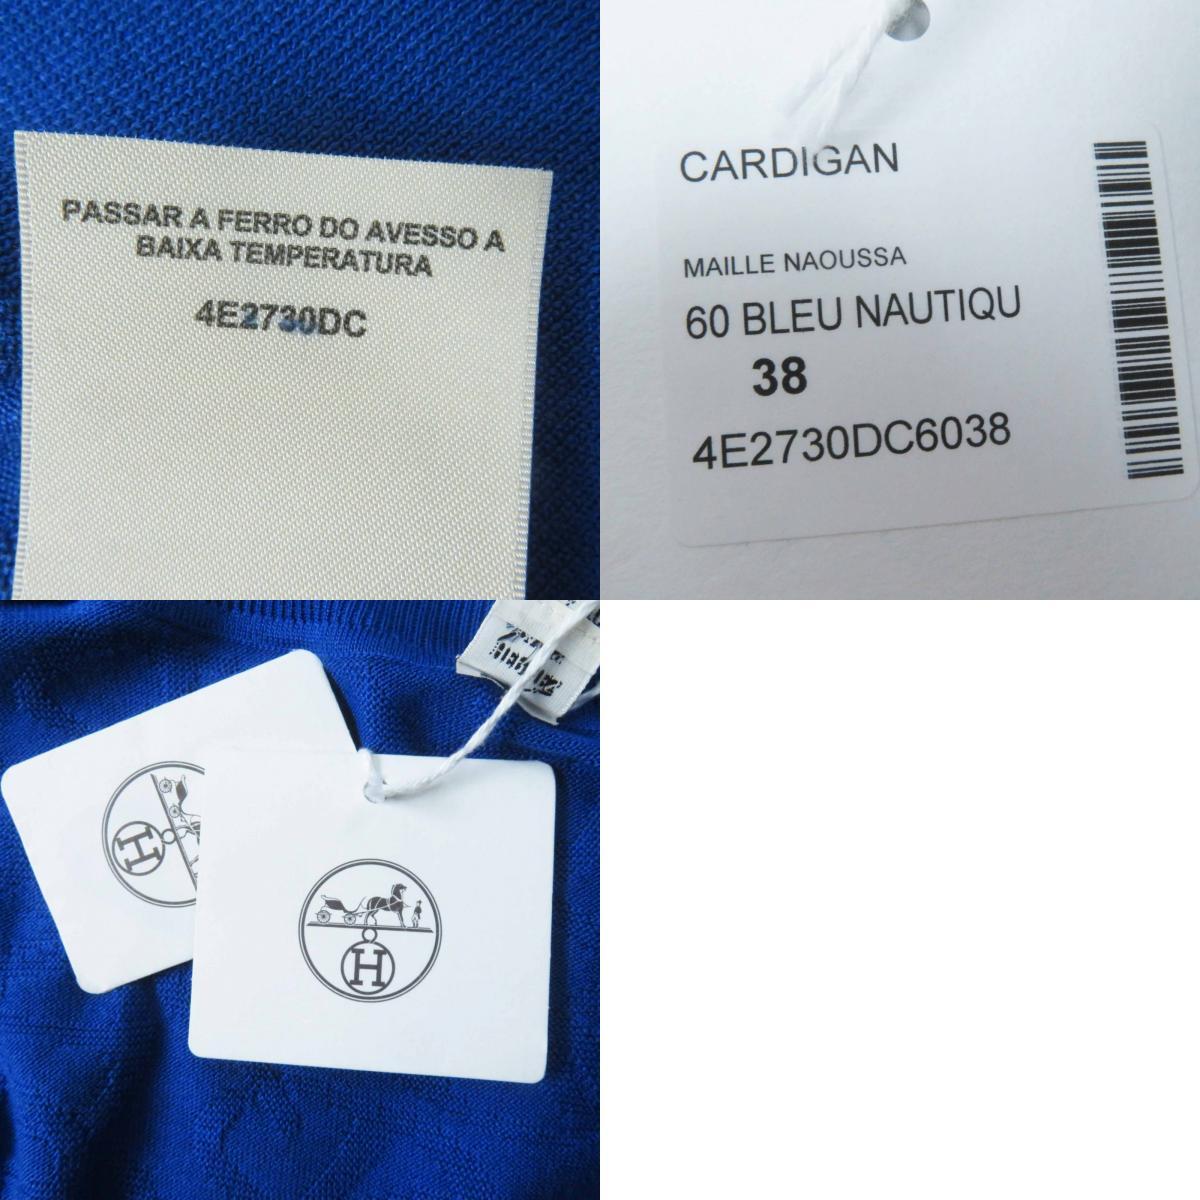 PASSAR A FERRO DO AVESSO A
BAIXA TEMPERATURA
4E2730DC
CARDIGAN
MAILLE NAOUSSA
60 BLEU NAUTIQU
38
4E2730DC6038
H
H